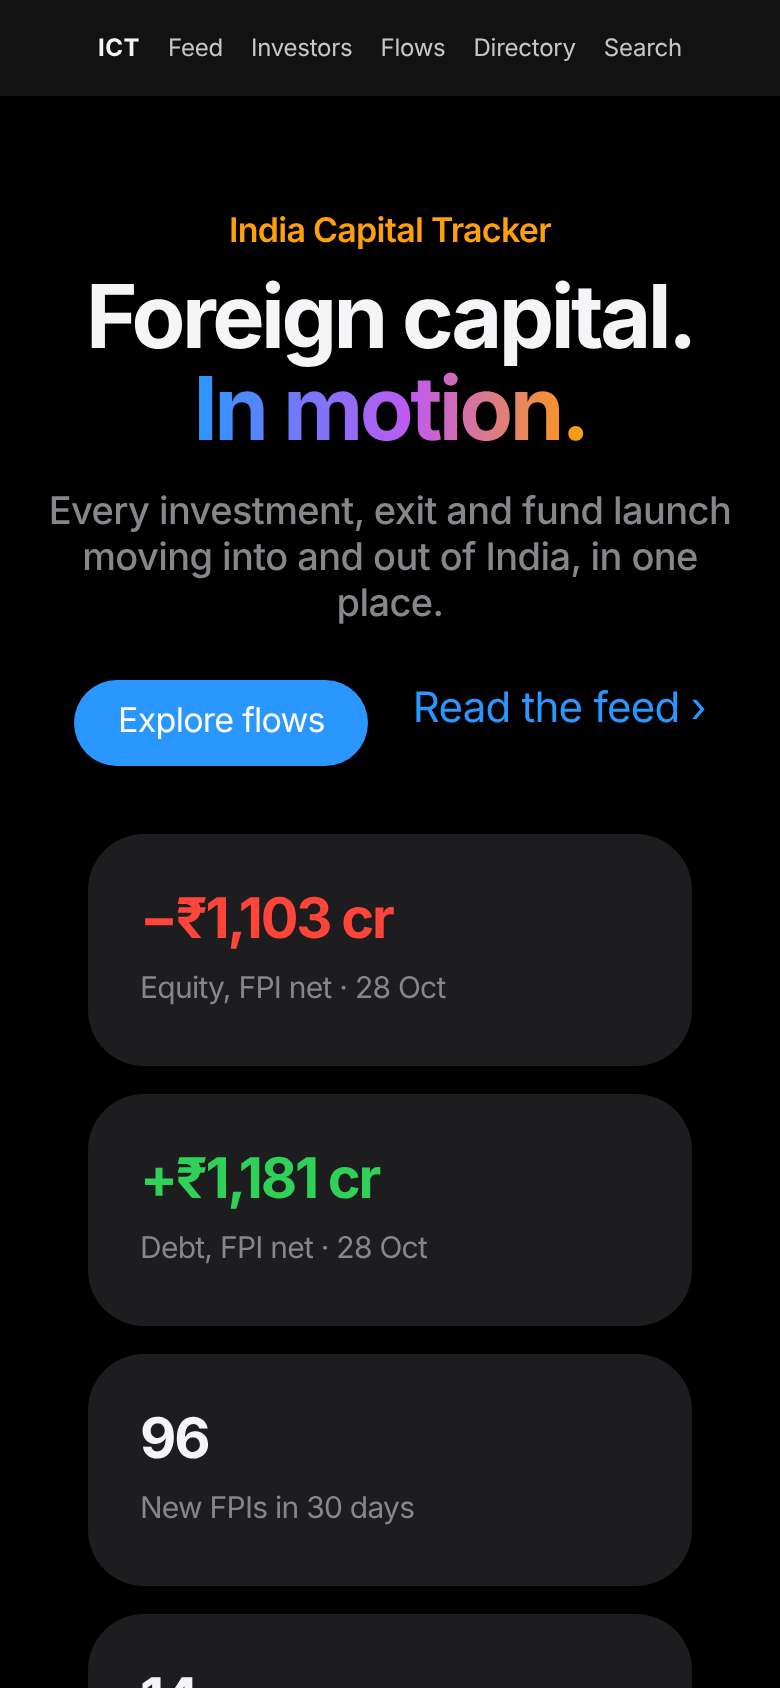 ICT Feed Investors Flows Directory Search
India Capital Tracker
Foreign capital.
In motion.
Every investment, exit and fund launch
moving into and out of India, in one
place.
Explore flows
Read the feed ›
−₹1,103 cr
Equity, FPI net · 28 Oct
+₹1,181 cr
Debt, FPI net · 28 Oct
96
New FPIs in 30 days